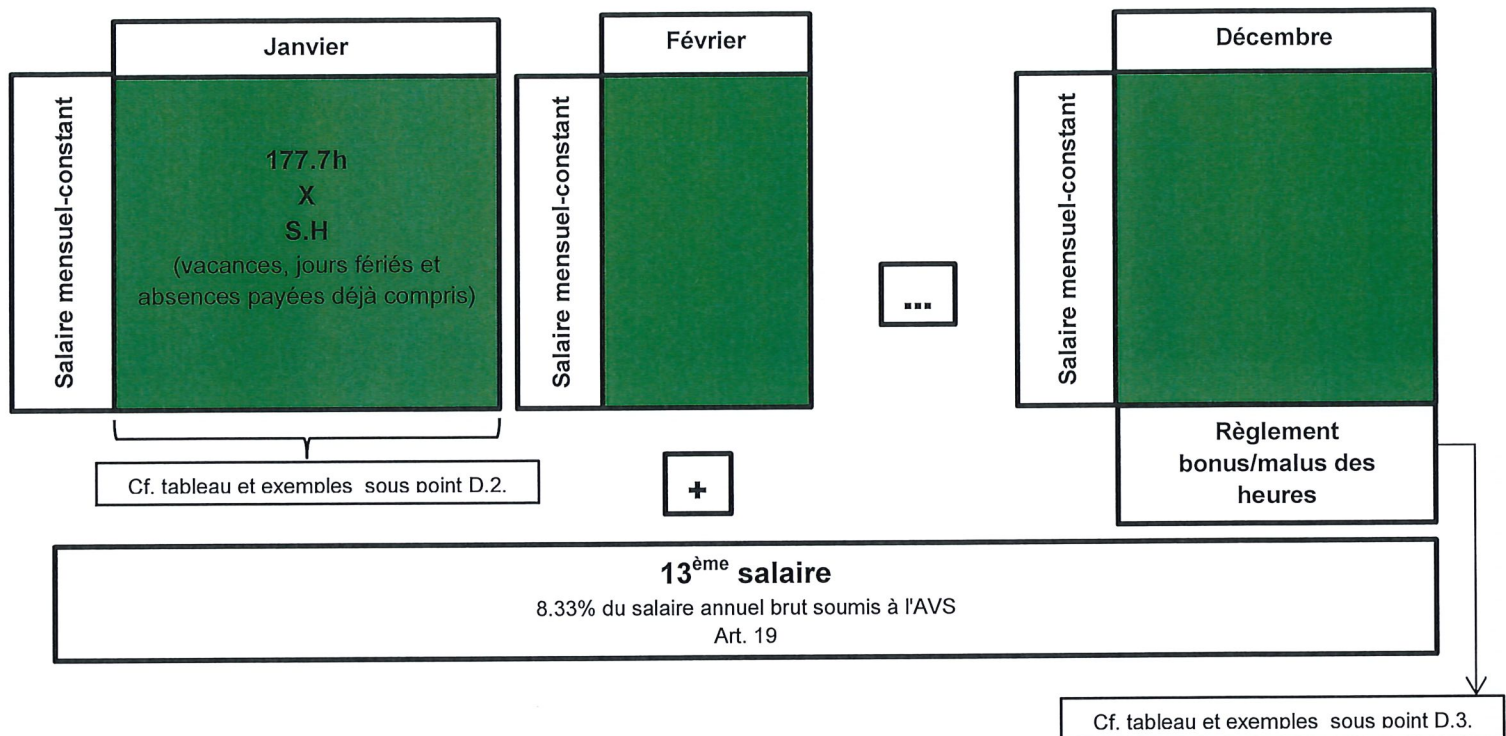 Janvier
Février
Décembre
Salaire mensuel-constant
177.7h
X
S.H
(vacances, jours fériés et
absences payées déjà compris)
Salaire mensuel-constant
...
Salaire mensuel-constant
Règlement
bonus/malus des
heures
Cf. tableau et exemples sous point D.2.
+
13ème salaire
8.33% du salaire annuel brut soumis à l'AVS
Art. 19
Cf. tableau et exemples sous point D.3.